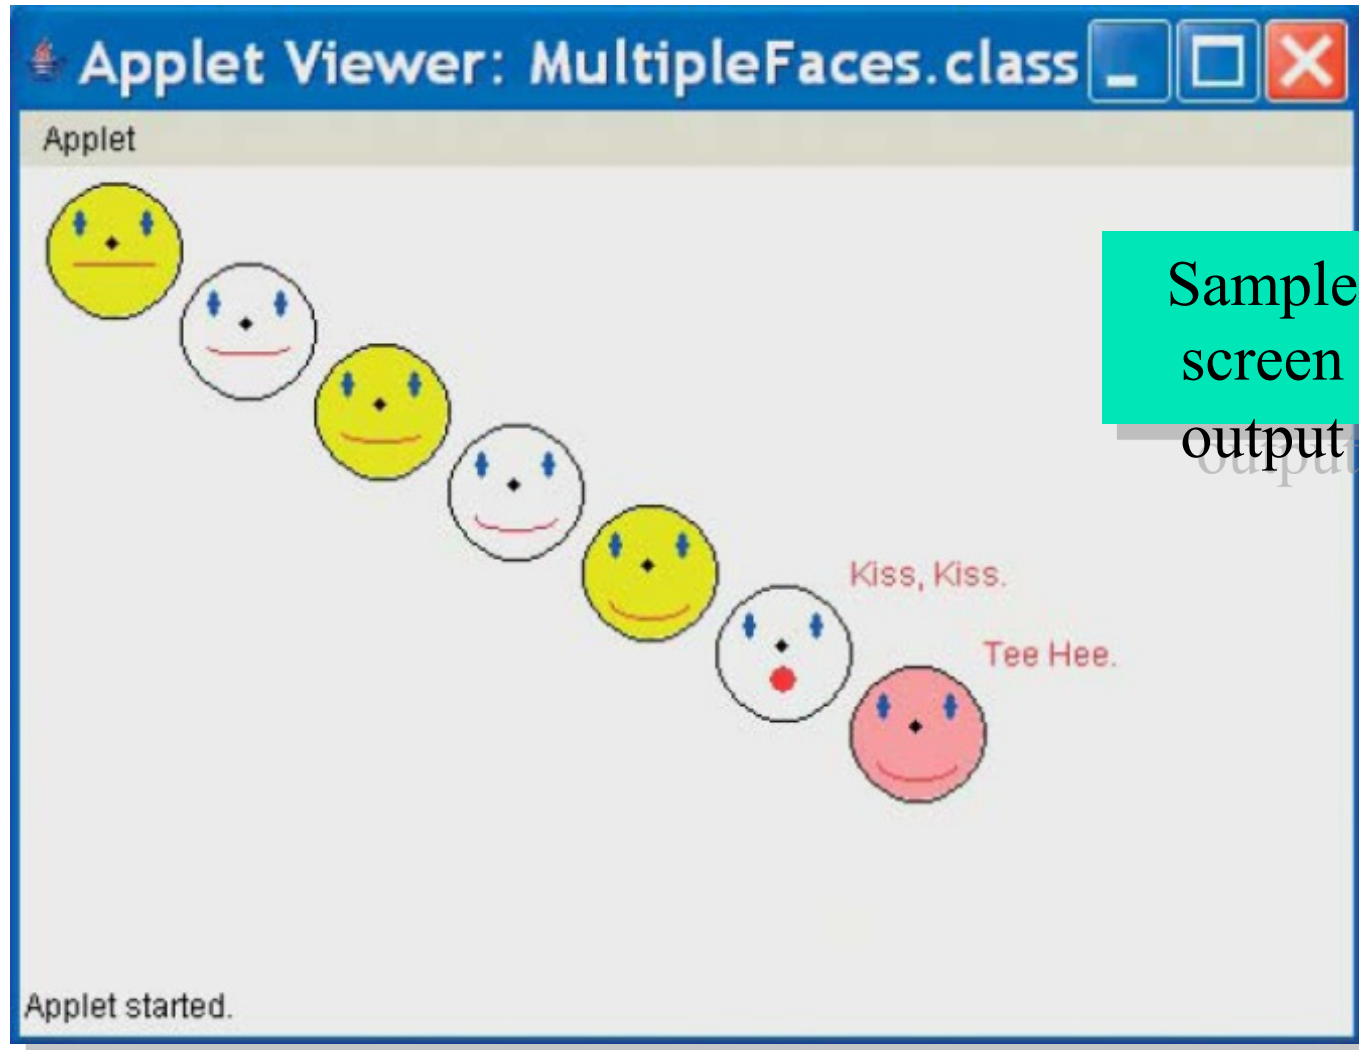 Applet Viewer: MultipleFaces.class
Applet
Sample
screen
output
Kiss, Kiss.
Tee Hee.
Applet started.